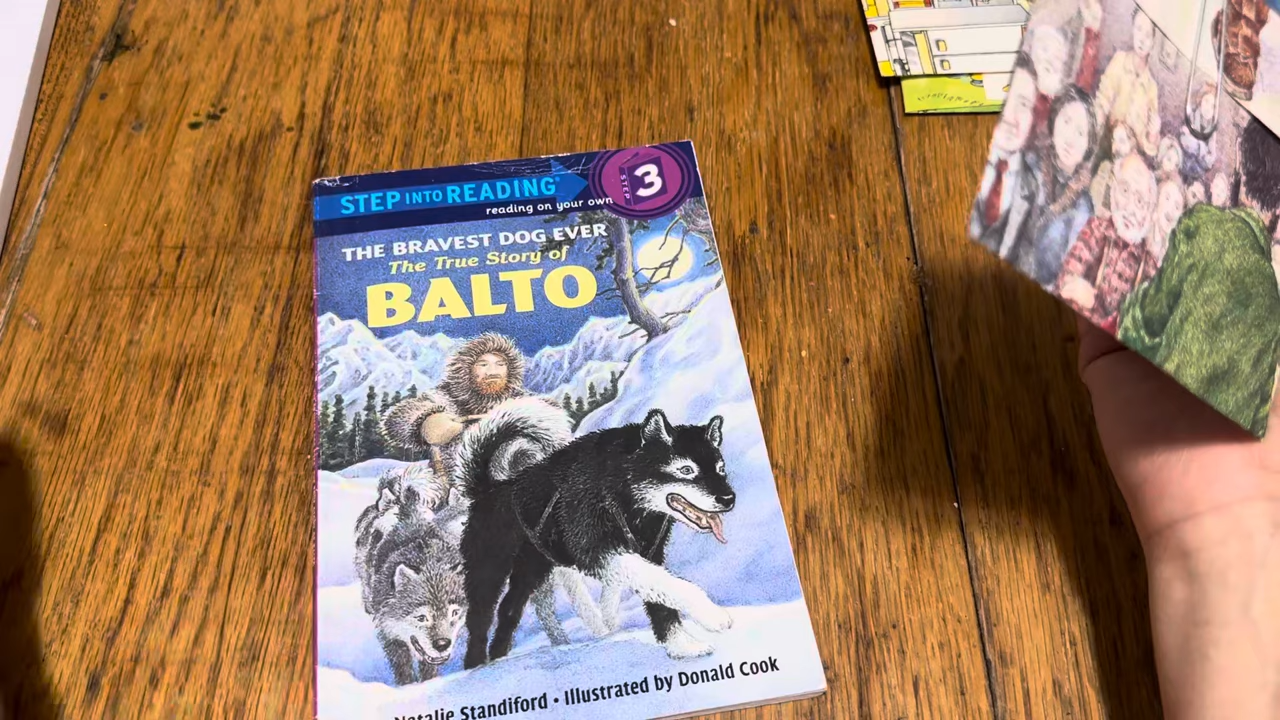 STEP INTO READING®
STEP 3
reading on your own
THE BRAVEST DOG EVER
The True Story of
BALTO
Natalie Standiford • Illustrated by Donald Cook